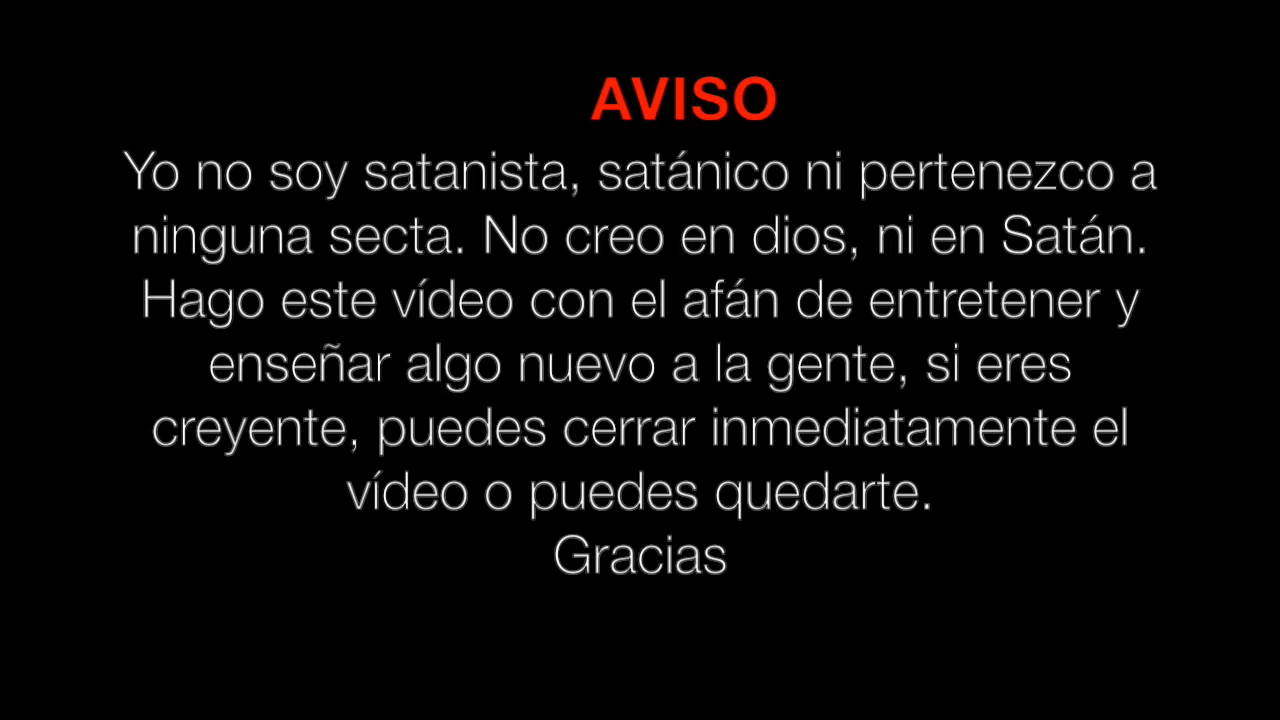 AVISO
Yo no soy satanista, satánico ni pertenezco a
ninguna secta. No creo en dios, ni en Satán.
Hago este vídeo con el afán de entretener y
enseñar algo nuevo a la gente, si eres
creyente, puedes cerrar inmediatamente el
vídeo o puedes quedarte.
Gracias